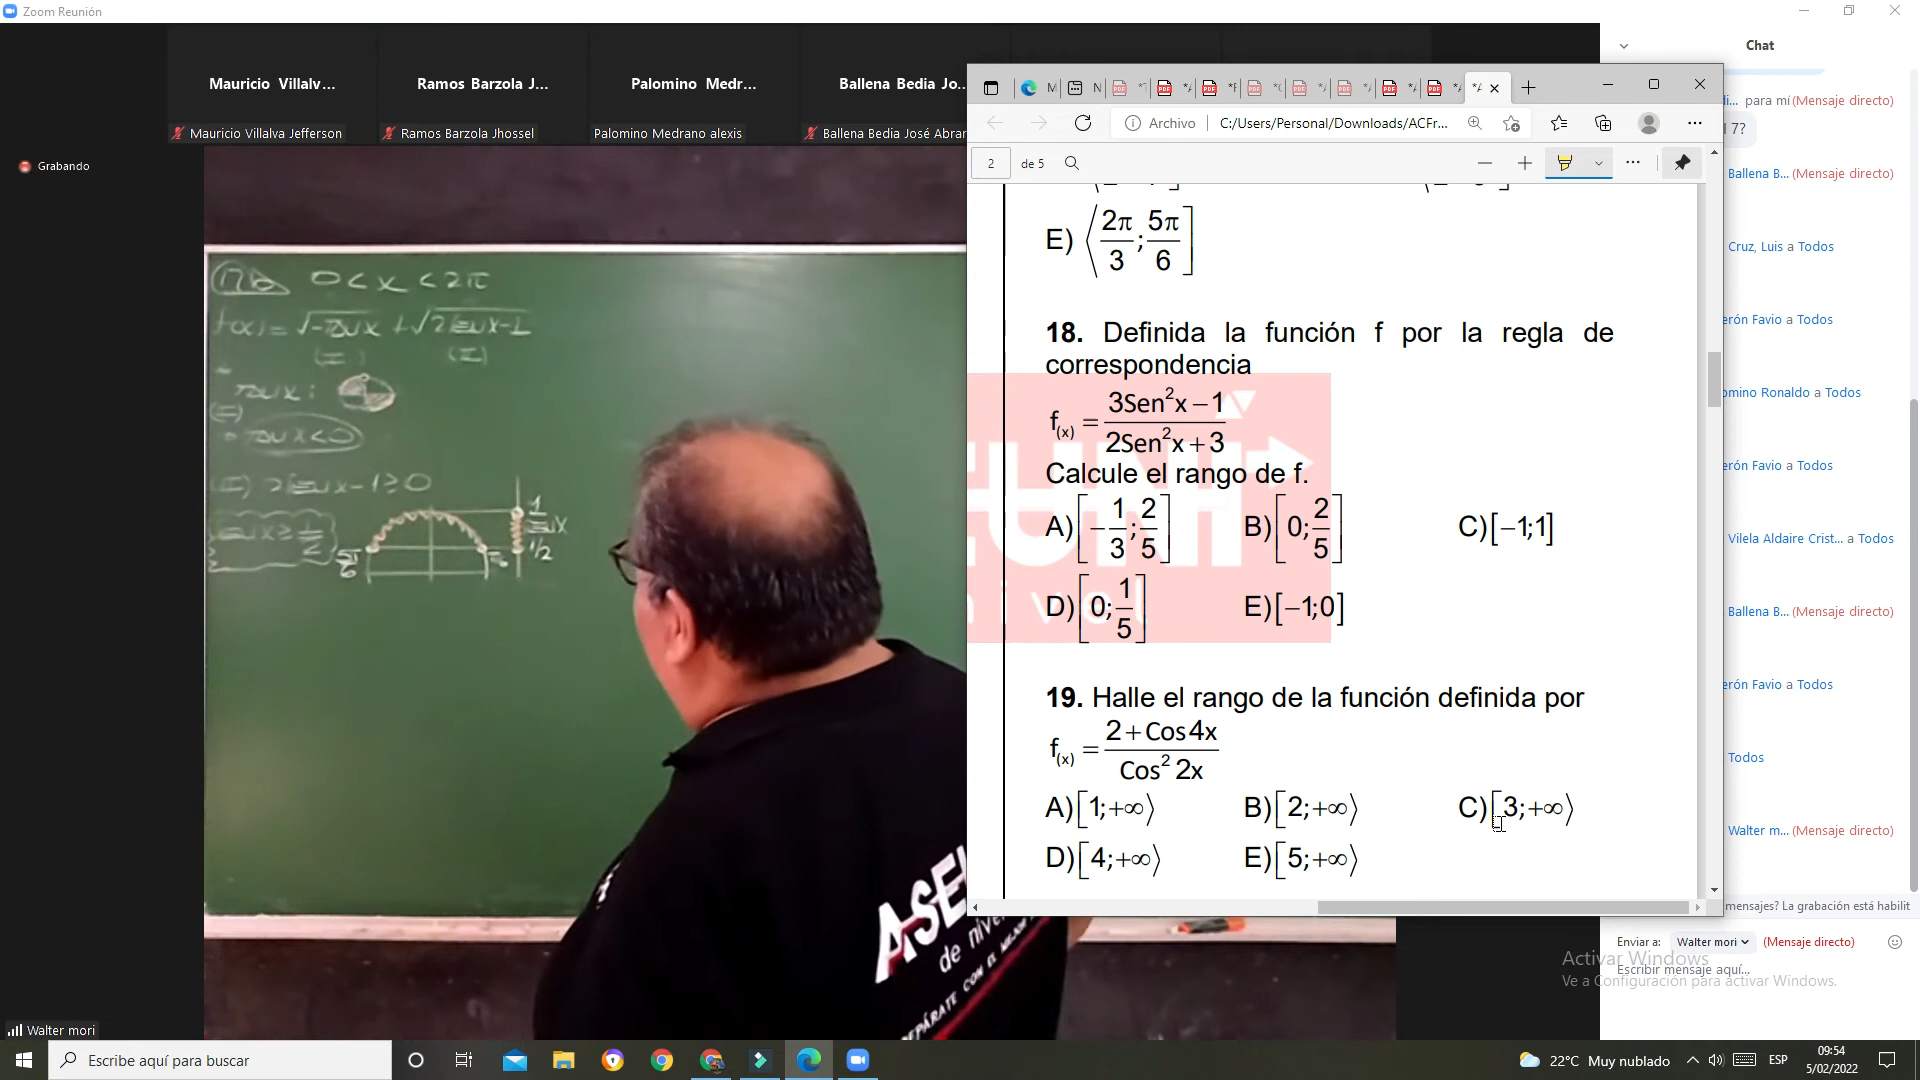 Zoom Reunión
Mauricio Villalv...
Ramos Barzola J...
Palomino Medr...
Ballena Bedia Jo...
Mauricio Villalva Jefferson
Ramos Barzola Jhossel
Palomino Medrano alexis
Ballena Bedia José Abrar
Grabando
17b 0 < x < 2π
Archivo C:/Users/Personal/Downloads/ACFr...
2 de 5
E) ⟨2π/3; 5π/6]
18. Definida la función f por la regla de
correspondencia
f(x) = (3Sen²x − 1)/(2Sen²x + 3)
Calcule el rango de f.
A) [−1/3; 2/5] B) [0; 2/5] C) [−1;1]
D) [0; 1/5] E) [−1;0]
19. Halle el rango de la función definida por
f(x) = (2 + Cos4x)/(Cos² 2x)
A) [1;+∞⟩ B) [2;+∞⟩ C) [3;+∞⟩
D) [4;+∞⟩ E) [5;+∞⟩
de nivel
Chat
para mí (Mensaje directo)
7?
Ballena B... (Mensaje directo)
Cruz, Luis a Todos
erón Favio a Todos
omino Ronaldo a Todos
erón Favio a Todos
Vilela Aldaire Crist... a Todos
Ballena B... (Mensaje directo)
erón Favio a Todos
Todos
Walter m... (Mensaje directo)
mensajes? La grabación está habilit
Enviar a: Walter mori (Mensaje directo)
Escribir mensaje aquí...
Activar Windows
Ve a Configuración para activar Windows.
Walter mori
Escribe aquí para buscar
22°C Muy nublado
ESP
09:54
5/02/2022